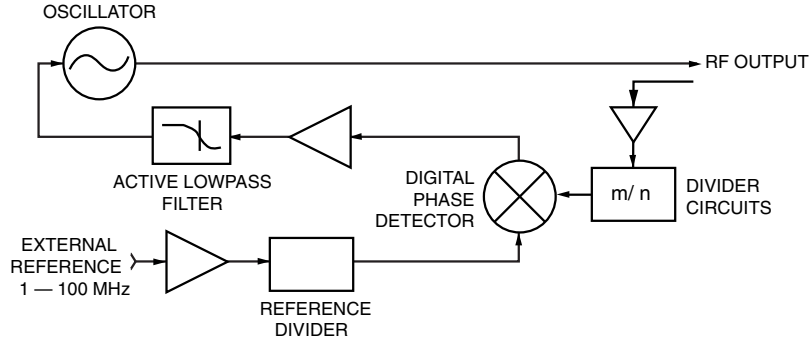 OSCILLATOR
RF OUTPUT
ACTIVE LOWPASS
FILTER
DIGITAL
PHASE
DETECTOR
m/ n
DIVIDER
CIRCUITS
EXTERNAL
REFERENCE
1 — 100 MHz
REFERENCE
DIVIDER